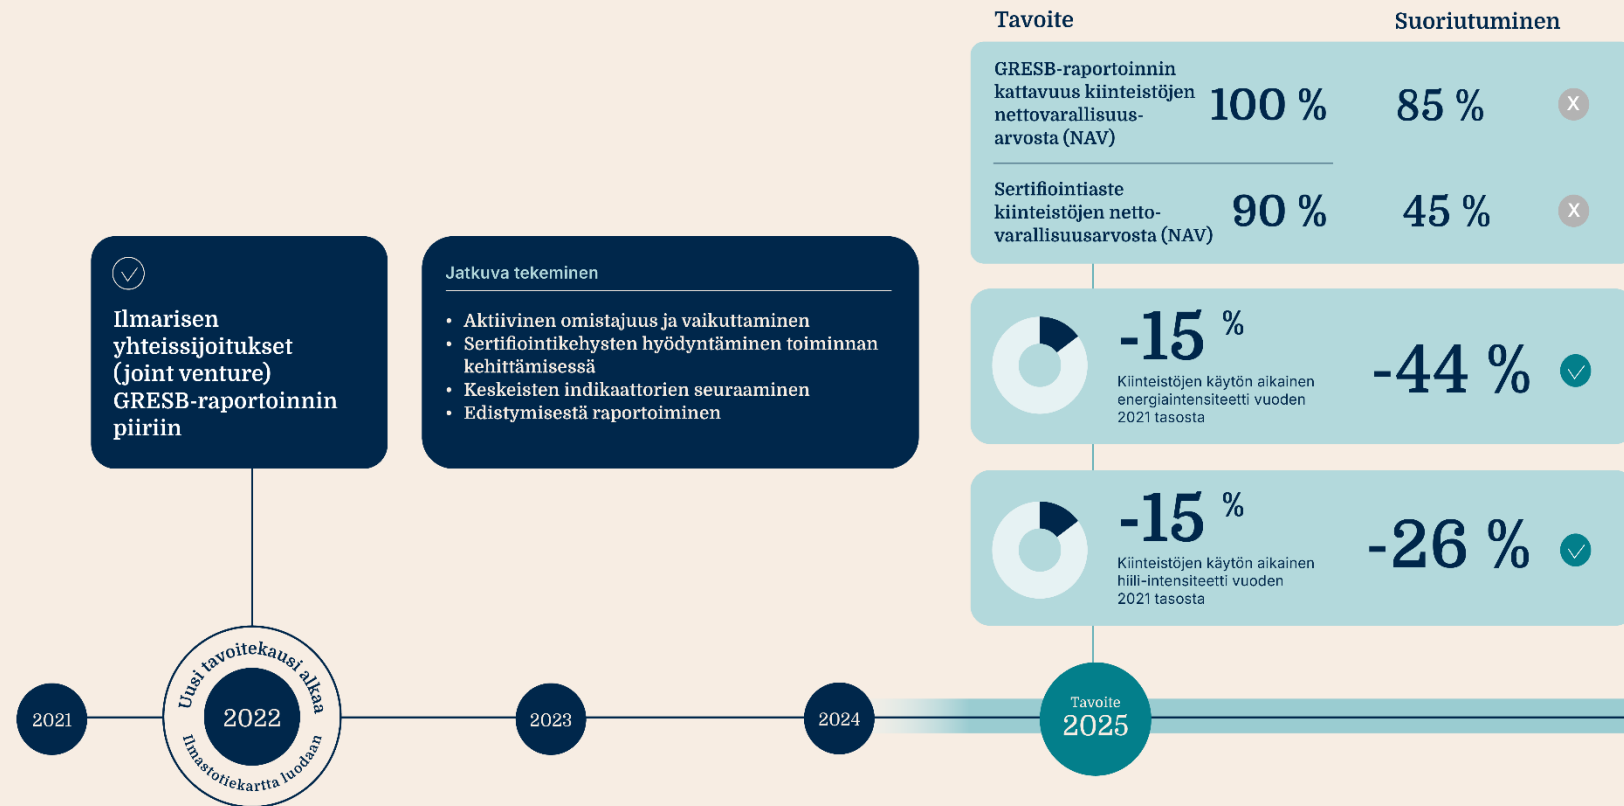 Tavoite
Suoriutuminen
GRESB-raportoinnin
kattavuus kiinteistöjen
nettovarallisuus-
arvosta (NAV)
100 %
85 %
X
Sertifiointiaste
kiinteistöjen netto-
varallisuusarvosta (NAV)
90 %
45 %
X
Ilmarisen
yhteissijoitukset
(joint venture)
GRESB-raportoinnin
piiriin
Jatkuva tekeminen
• Aktiivinen omistajuus ja vaikuttaminen
• Sertifiointikehysten hyödyntäminen toiminnan
kehittämisessä
• Keskeisten indikaattorien seuraaminen
• Edistymisestä raportoiminen
-15 %
Kiinteistöjen käytön aikainen
energiaintensiteetti vuoden
2021 tasosta
-44 %
-15 %
Kiinteistöjen käytön aikainen
hiili-intensiteetti vuoden
2021 tasosta
-26 %
2021
Uusi tavoitekausi alkaa
2022
Ilmastotiekartta luodaan
2023
2024
Tavoite
2025